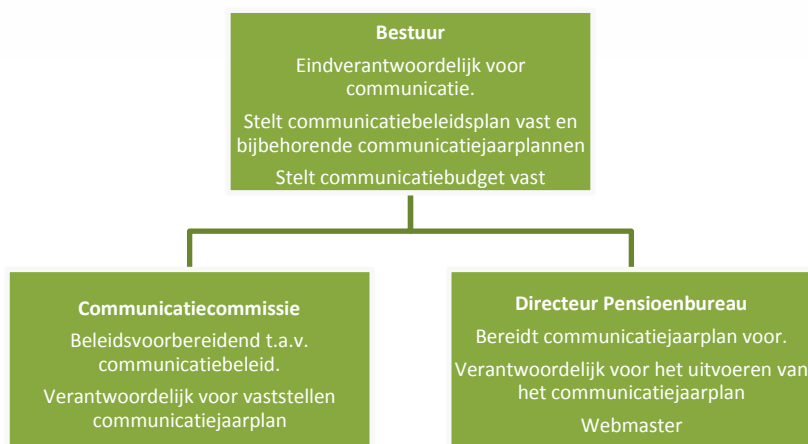 Bestuur
Eindverantwoordelijk voor
communicatie.
Stelt communicatiebeleidsplan vast en
bijbehorende communicatiejaarplannen
Stelt communicatiebudget vast
Communicatiecommissie
Beleidsvoorbereidend t.a.v.
communicatiebeleid.
Verantwoordelijk voor vaststellen
communicatiejaarplan
Directeur Pensioenbureau
Bereidt communicatiejaarplan voor.
Verantwoordelijk voor het uitvoeren van
het communicatiejaarplan
Webmaster